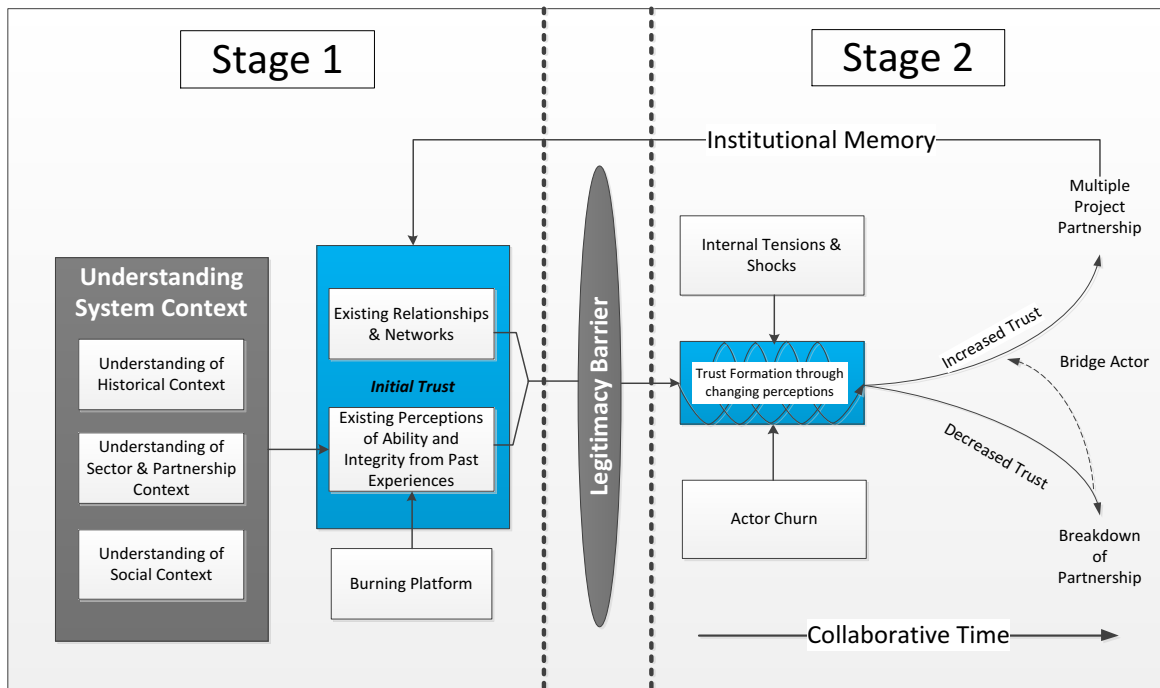 Stage 1
Stage 2
Institutional Memory
Understanding
System Context
Understanding of
Historical Context
Understanding of
Sector & Partnership
Context
Understanding of
Social Context
Existing Relationships
& Networks
Initial Trust
Existing Perceptions
of Ability and
Integrity from Past
Experiences
Burning Platform
Legitimacy Barrier
Internal Tensions &
Shocks
Trust Formation through
changing perceptions
Actor Churn
Increased Trust
Decreased Trust
Multiple
Project
Partnership
Bridge Actor
Breakdown
of
Partnership
Collaborative Time